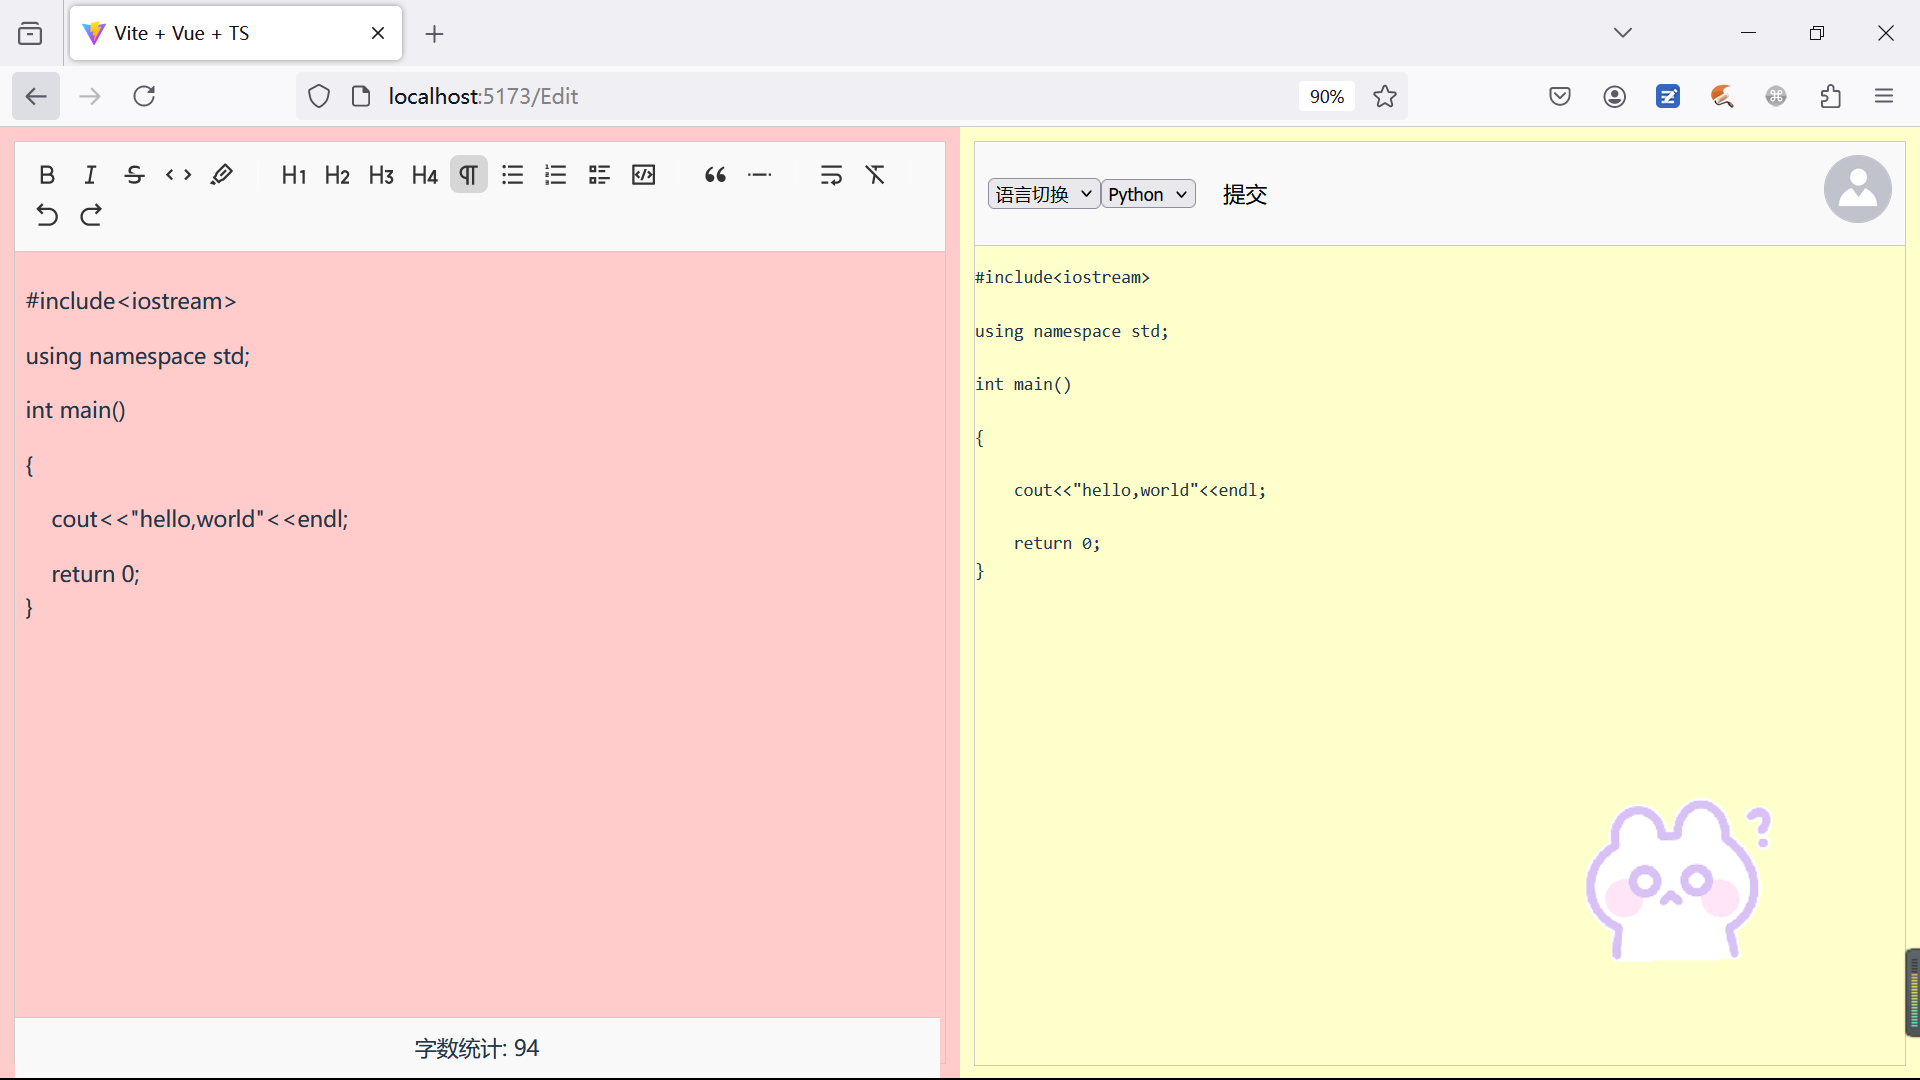 Vite + Vue + TS
localhost:5173/Edit
90%
B I S H1 H2 H3 H4
#include<iostream>
using namespace std;
int main()
{
cout<<"hello,world"<<endl;
return 0;
}
字数统计: 94
语言切换 Python 提交
#include<iostream>
using namespace std;
int main()
{
cout<<"hello,world"<<endl;
return 0;
}
?